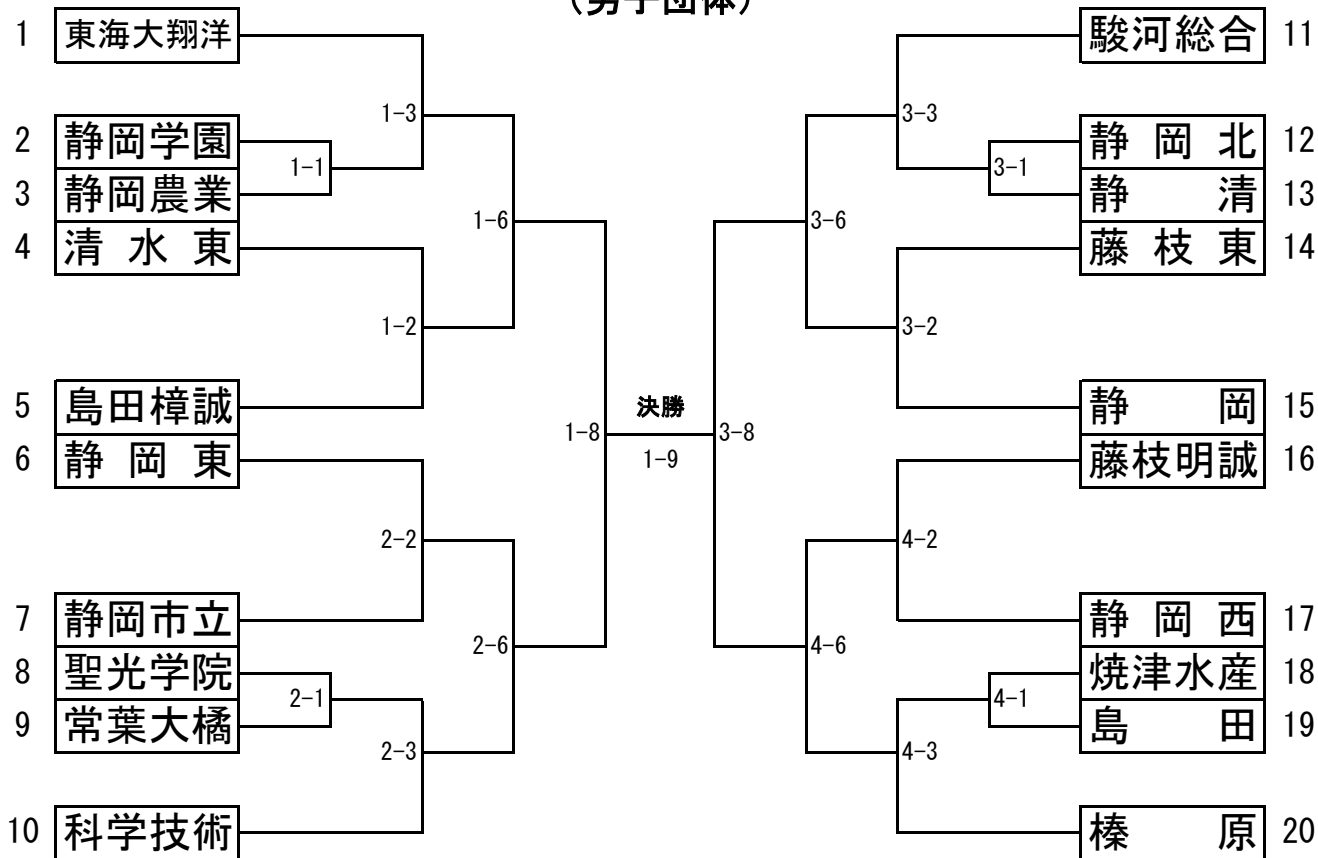 (男子団体)
1 東海大翔洋
2 静岡学園
3 静岡農業
4 清水東
5 島田樟誠
6 静岡東
7 静岡市立
8 聖光学院
9 常葉大橘
10 科学技術
1-1
2-1
1-3
1-2
2-2
2-3
1-6
2-6
1-8
決勝
1-9
3-8
3-6
4-6
3-3
3-2
4-2
4-3
3-1
4-1
駿河総合 11
静岡北 12
静清 13
藤枝東 14
静岡 15
藤枝明誠 16
静岡西 17
焼津水産 18
島田 19
榛原 20